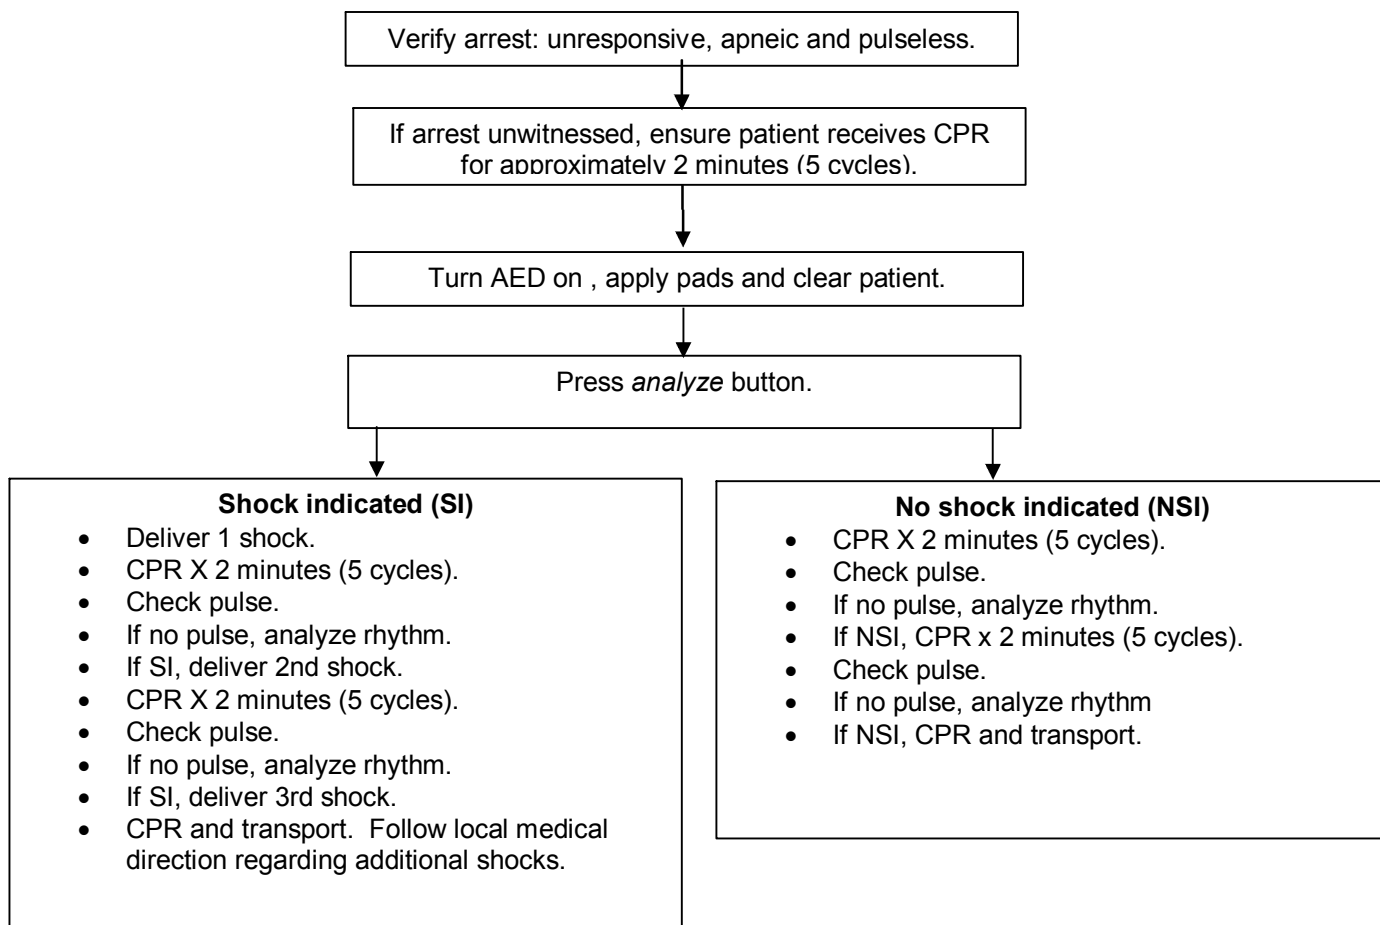 Verify arrest: unresponsive, apneic and pulseless.
If arrest unwitnessed, ensure patient receives CPR
for approximately 2 minutes (5 cycles).
Turn AED on , apply pads and clear patient.
Press analyze button.
Shock indicated (SI)
• Deliver 1 shock.
• CPR X 2 minutes (5 cycles).
• Check pulse.
• If no pulse, analyze rhythm.
• If SI, deliver 2nd shock.
• CPR X 2 minutes (5 cycles).
• Check pulse.
• If no pulse, analyze rhythm.
• If SI, deliver 3rd shock.
• CPR and transport.  Follow local medical
direction regarding additional shocks.
No shock indicated (NSI)
• CPR X 2 minutes (5 cycles).
• Check pulse.
• If no pulse, analyze rhythm.
• If NSI, CPR x 2 minutes (5 cycles).
• Check pulse.
• If no pulse, analyze rhythm
• If NSI, CPR and transport.